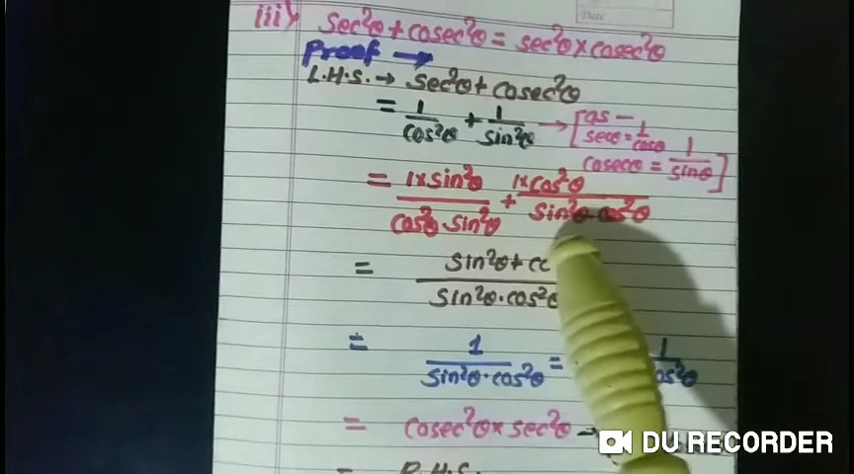 Date
iii) sec²θ + cosec²θ = sec²θ × cosec²θ
Proof →
L.H.S. → sec²θ + cosec²θ
= 1/cos²θ + 1/sin²θ → [as — secθ = 1/cosθ
cosecθ = 1/sinθ]
= 1×sin²θ/cos²θ·sin²θ + 1×cos²θ/sin²θ·cos²θ
= sin²θ + co/sin²θ·cos²θ
= 1/sin²θ·cos²θ = 1/cos²θ
= cosec²θ × sec²θ →
= R.H.S.
DU RECORDER